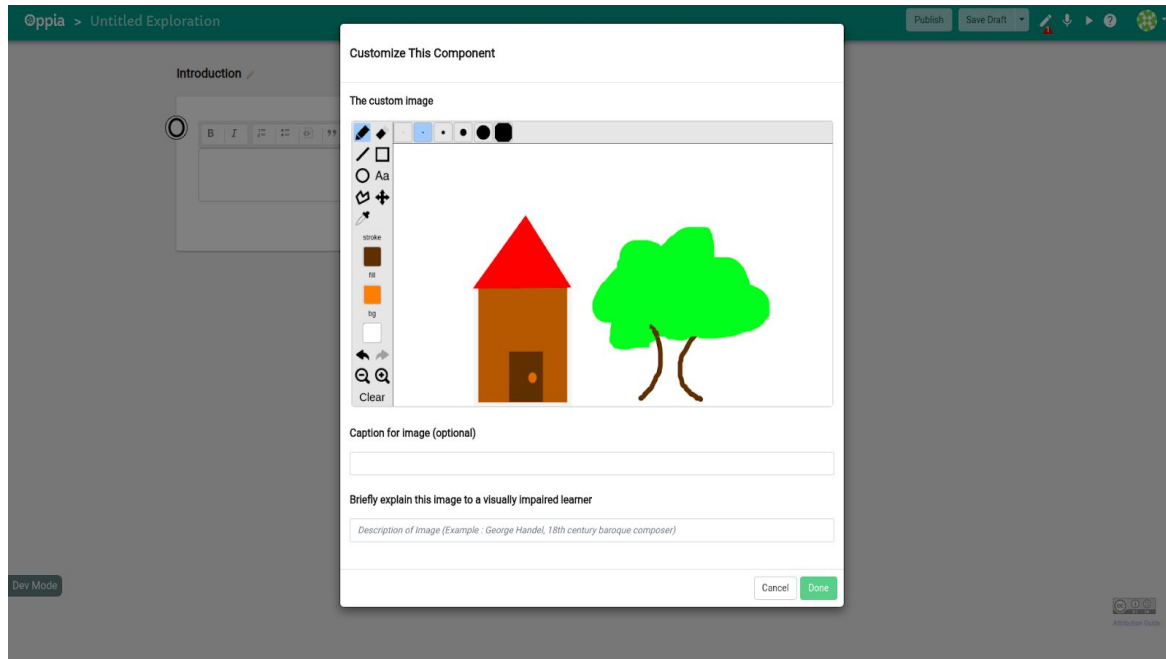 Oppia > Untitled Exploration
Publish
Save Draft
Introduction
B I
Customize This Component
The custom image
Aa
stroke
fill
bg
Clear
Caption for image (optional)
Briefly explain this image to a visually impaired learner
Description of Image (Example : George Handel, 18th century baroque composer)
Cancel
Done
Dev Mode
Attribution Guide